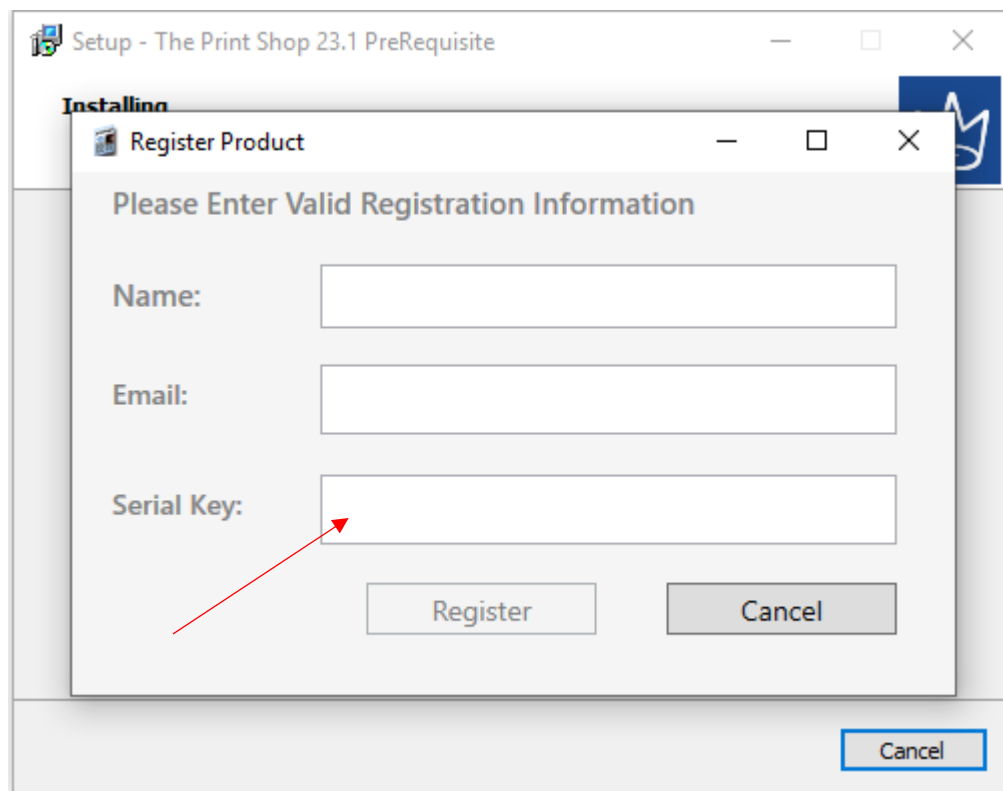 Setup - The Print Shop 23.1 PreRequisite
Installing
Register Product
Please Enter Valid Registration Information
Name:
Email:
Serial Key:
Register
Cancel
Cancel